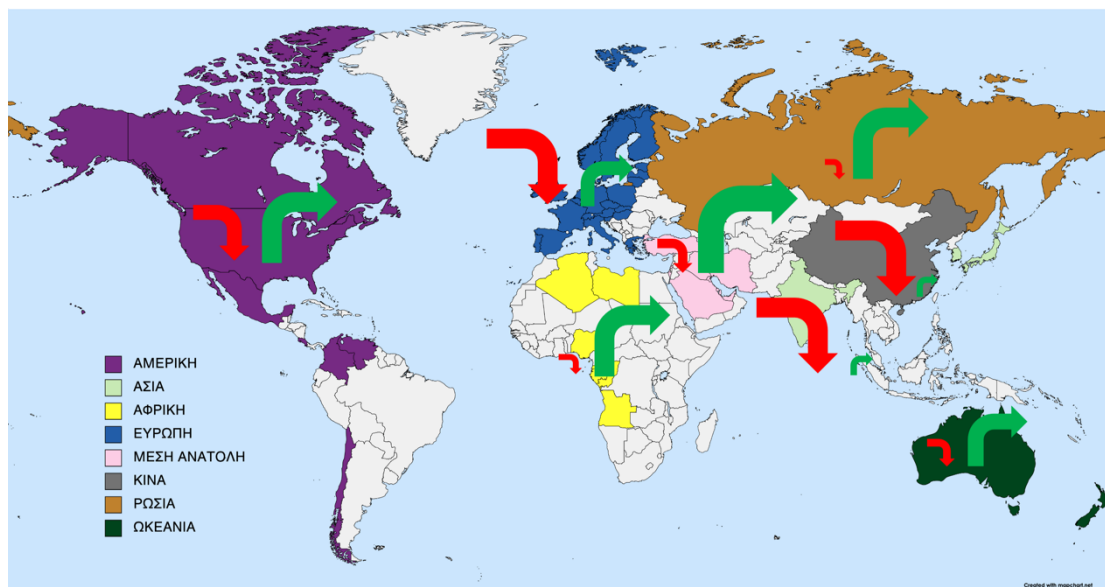 ΑΜΕΡΙΚΗ
ΑΣΙΑ
ΑΦΡΙΚΗ
ΕΥΡΩΠΗ
ΜΕΣΗ ΑΝΑΤΟΛΗ
ΚΙΝΑ
ΡΩΣΙΑ
ΩΚΕΑΝΙΑ
Created with mapchart.net